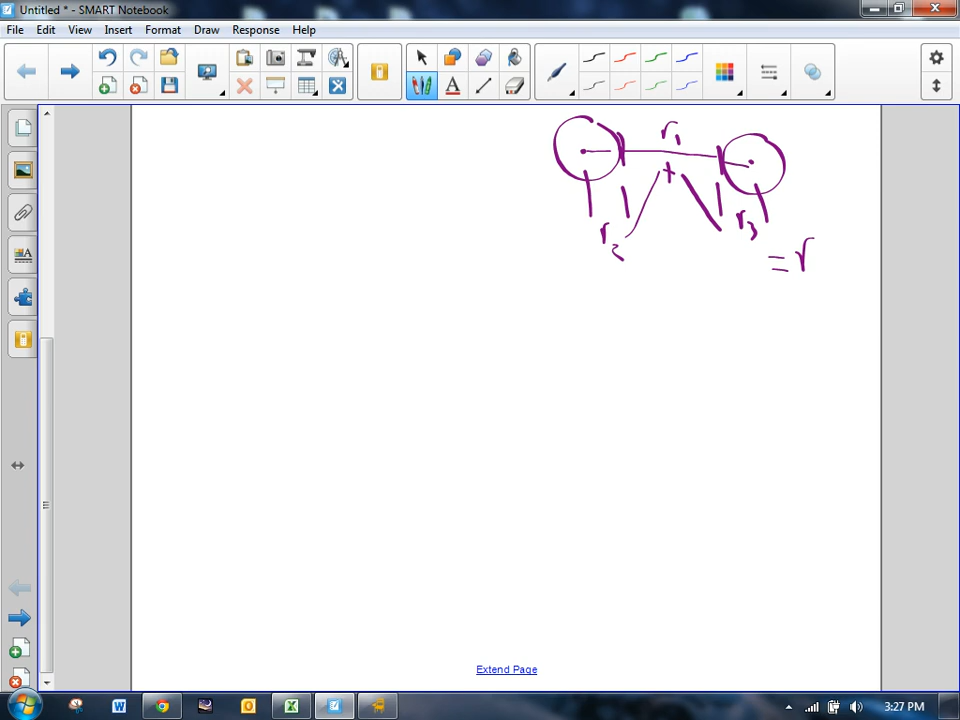 Untitled * - SMART Notebook
File Edit View Insert Format Draw Response Help
r₁
+
r₂
r₃
= r
Extend Page
3:27 PM